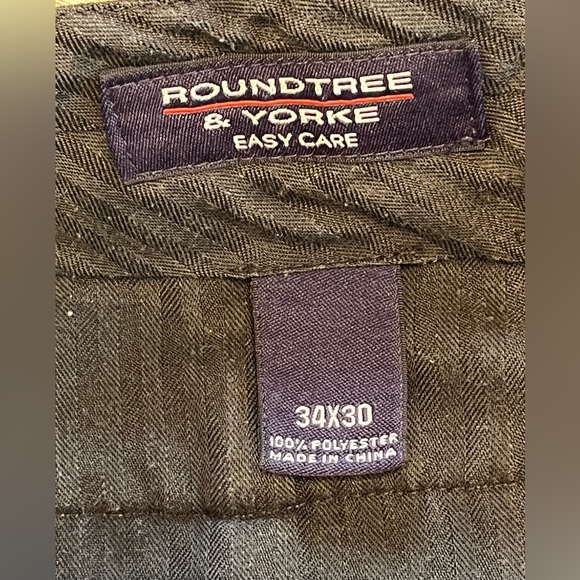 ROUNDTREE
& YORKE
EASY CARE
34X30
100% POLYESTER
MADE IN CHINA